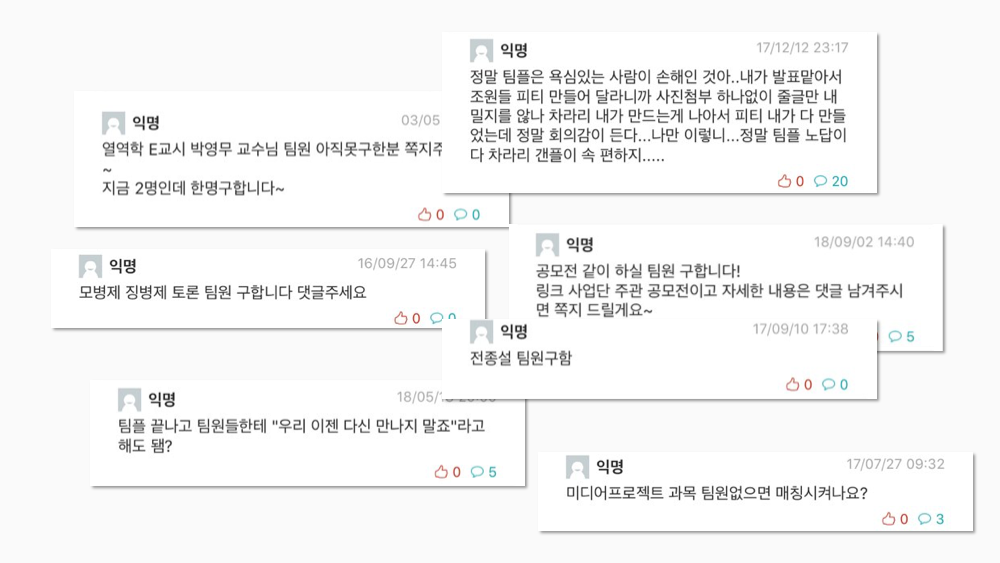 익명
03/05
열역학 E교시 박영무 교수님 팀원 아직못구한분 쪽지주
~
지금 2명인데 한명구합니다~
0 0
익명
17/12/12 23:17
정말 팀플은 욕심있는 사람이 손해인 것아..내가 발표맡아서
조원들 피티 만들어 달라니까 사진첨부 하나없이 줄글만 내
밀지를 않나 차라리 내가 만드는게 나아서 피티 내가 다 만들
었는데 정말 회의감이 든다...나만 이렇니...정말 팀플 노답이
다 차라리 갠플이 속 편하지.....
0 20
익명
16/09/27 14:45
모병제 징병제 토론 팀원 구합니다 댓글주세요
0 0
익명
18/09/02 14:40
공모전 같이 하실 팀원 구합니다!
링크 사업단 주관 공모전이고 자세한 내용은 댓글 남겨주시
면 쪽지 드릴게요~
5
익명
17/09/10 17:38
전종설 팀원구함
0 0
익명
18/05/
팀플 끝나고 팀원들한테 "우리 이젠 다신 만나지 말죠"라고
해도 됌?
0 5
익명
17/07/27 09:32
미디어프로젝트 과목 팀원없으면 매칭시켜나요?
0 3